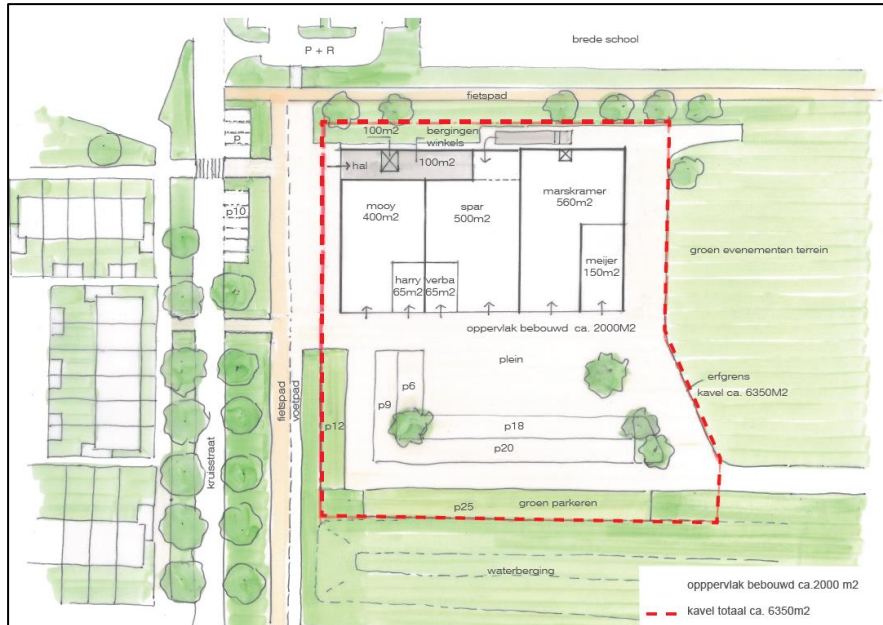 P + R
brede school
fietspad
100m2
bergingen
winkels
p
hal
100m2
mooy
400m2
spar
500m2
marskramer
560m2
p10
meijer
150m2
groen evenementen terrein
harry
65m2
verba
65m2
oppervlak bebouwd ca. 2000M2
plein
erfgrens
kavel ca. 6350M2
p6
p9
fietspad
voetpad
p12
p18
kruisstraat
p20
p25
groen parkeren
waterberging
opppervlak bebouwd ca.2000 m2
kavel totaal ca. 6350m2